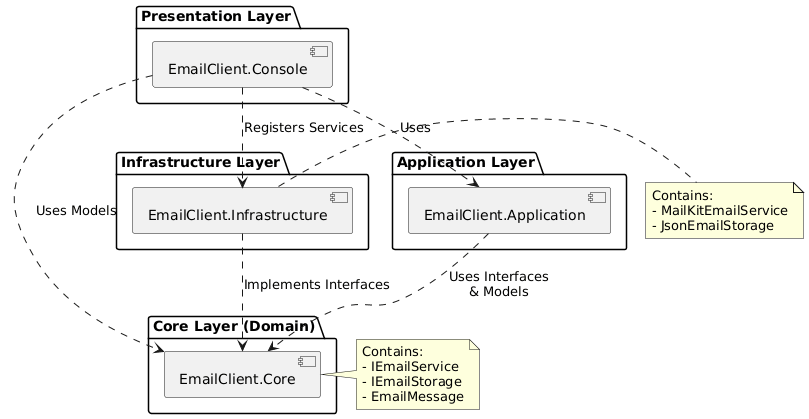 Presentation Layer
EmailClient.Console
Registers Services
Uses
Infrastructure Layer
Application Layer
EmailClient.Infrastructure
EmailClient.Application
Contains:
- MailKitEmailService
- JsonEmailStorage
Uses Models
Implements Interfaces
Uses Interfaces
& Models
Core Layer (Domain)
EmailClient.Core
Contains:
- IEmailService
- IEmailStorage
- EmailMessage